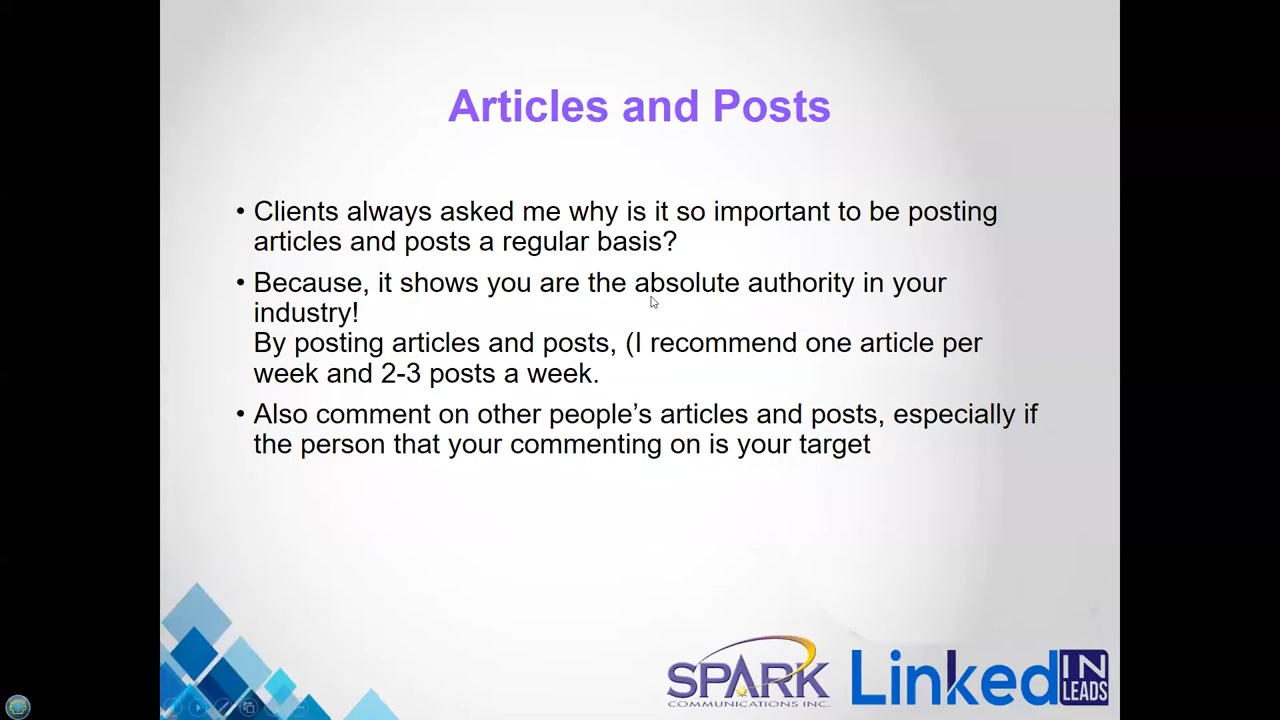 Articles and Posts
• Clients always asked me why is it so important to be posting
articles and posts a regular basis?
• Because, it shows you are the absolute authority in your
industry!
By posting articles and posts, (I recommend one article per
week and 2-3 posts a week.
• Also comment on other people’s articles and posts, especially if
the person that your commenting on is your target
SPARK
COMMUNICATIONS INC.
Linked IN
LEADS